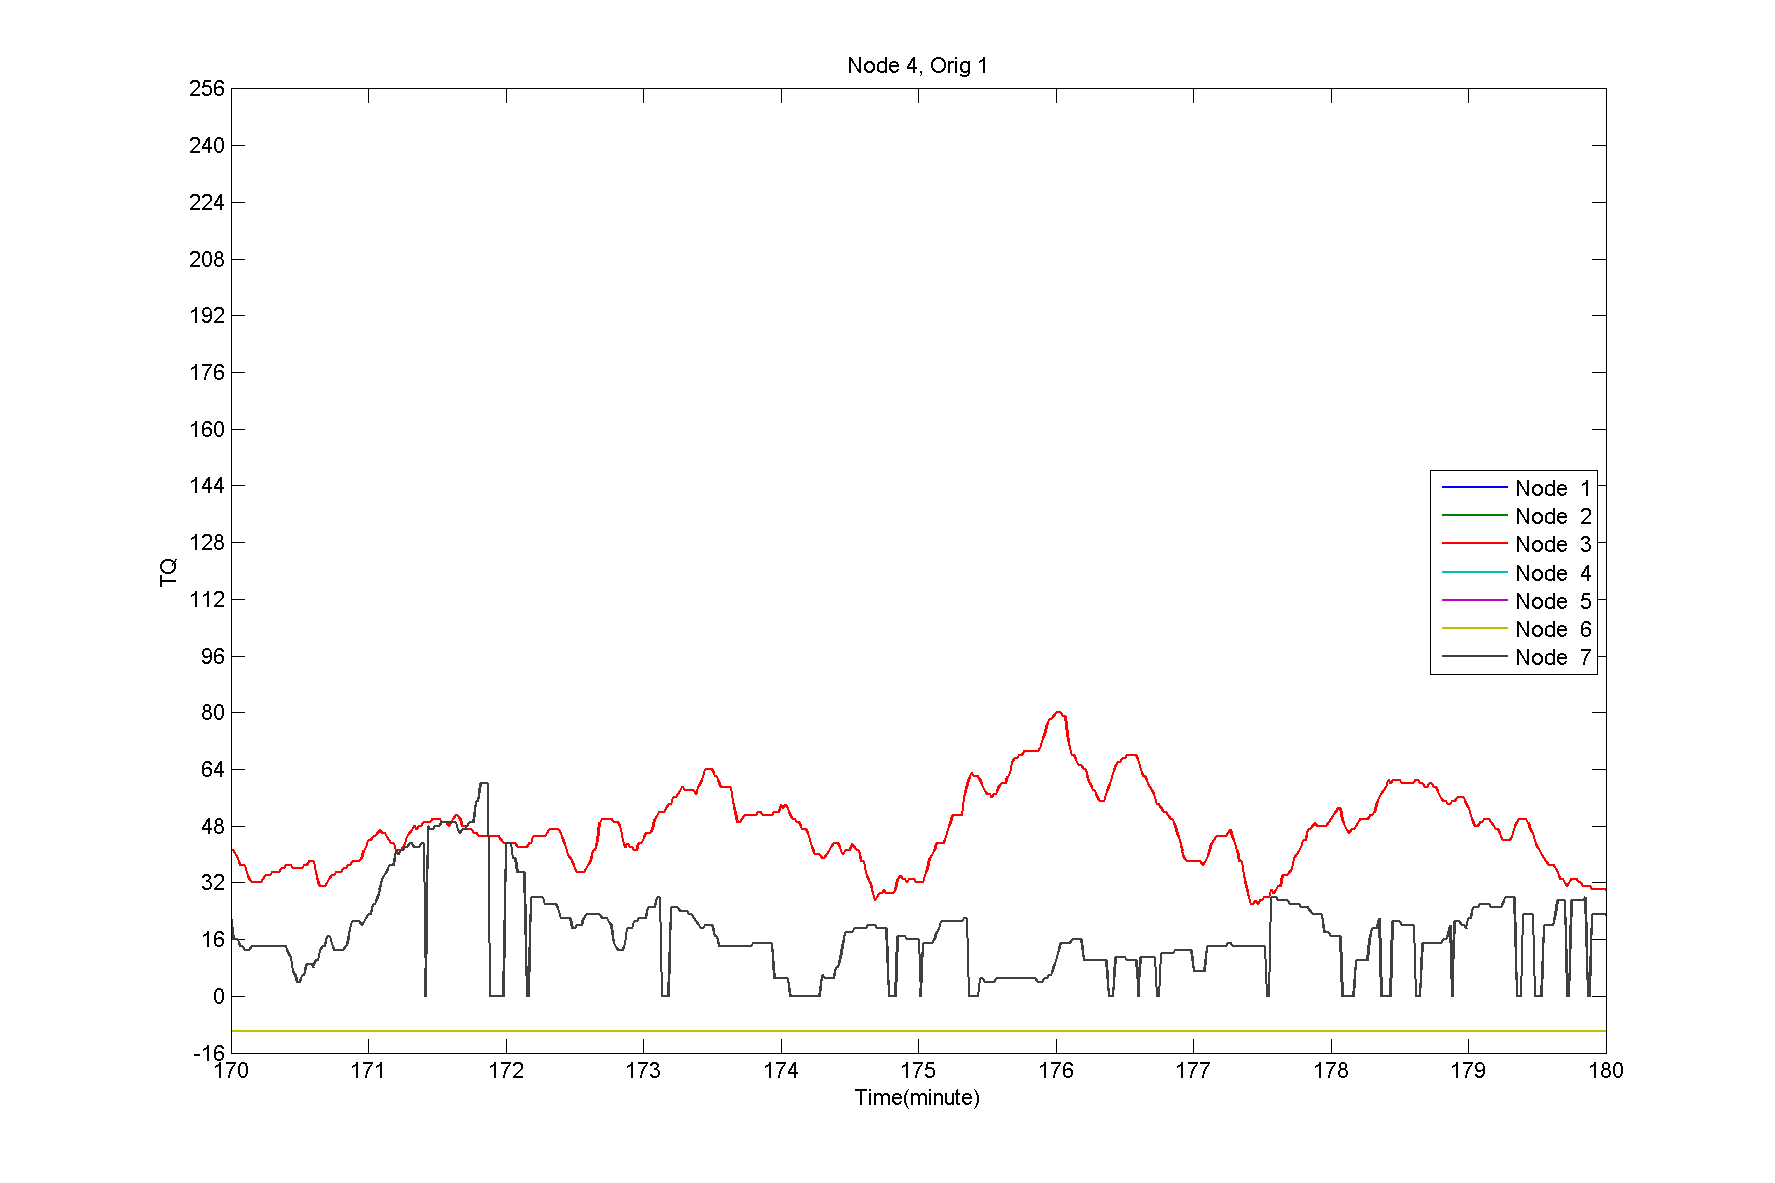 Node 4, Orig 1
256
240
224
208
192
176
160
144
128
112
96
80
64
48
32
16
0
-16
TQ
Node 1
Node 2
Node 3
Node 4
Node 5
Node 6
Node 7
170 171 172 173 174 175 176 177 178 179 180
Time(minute)